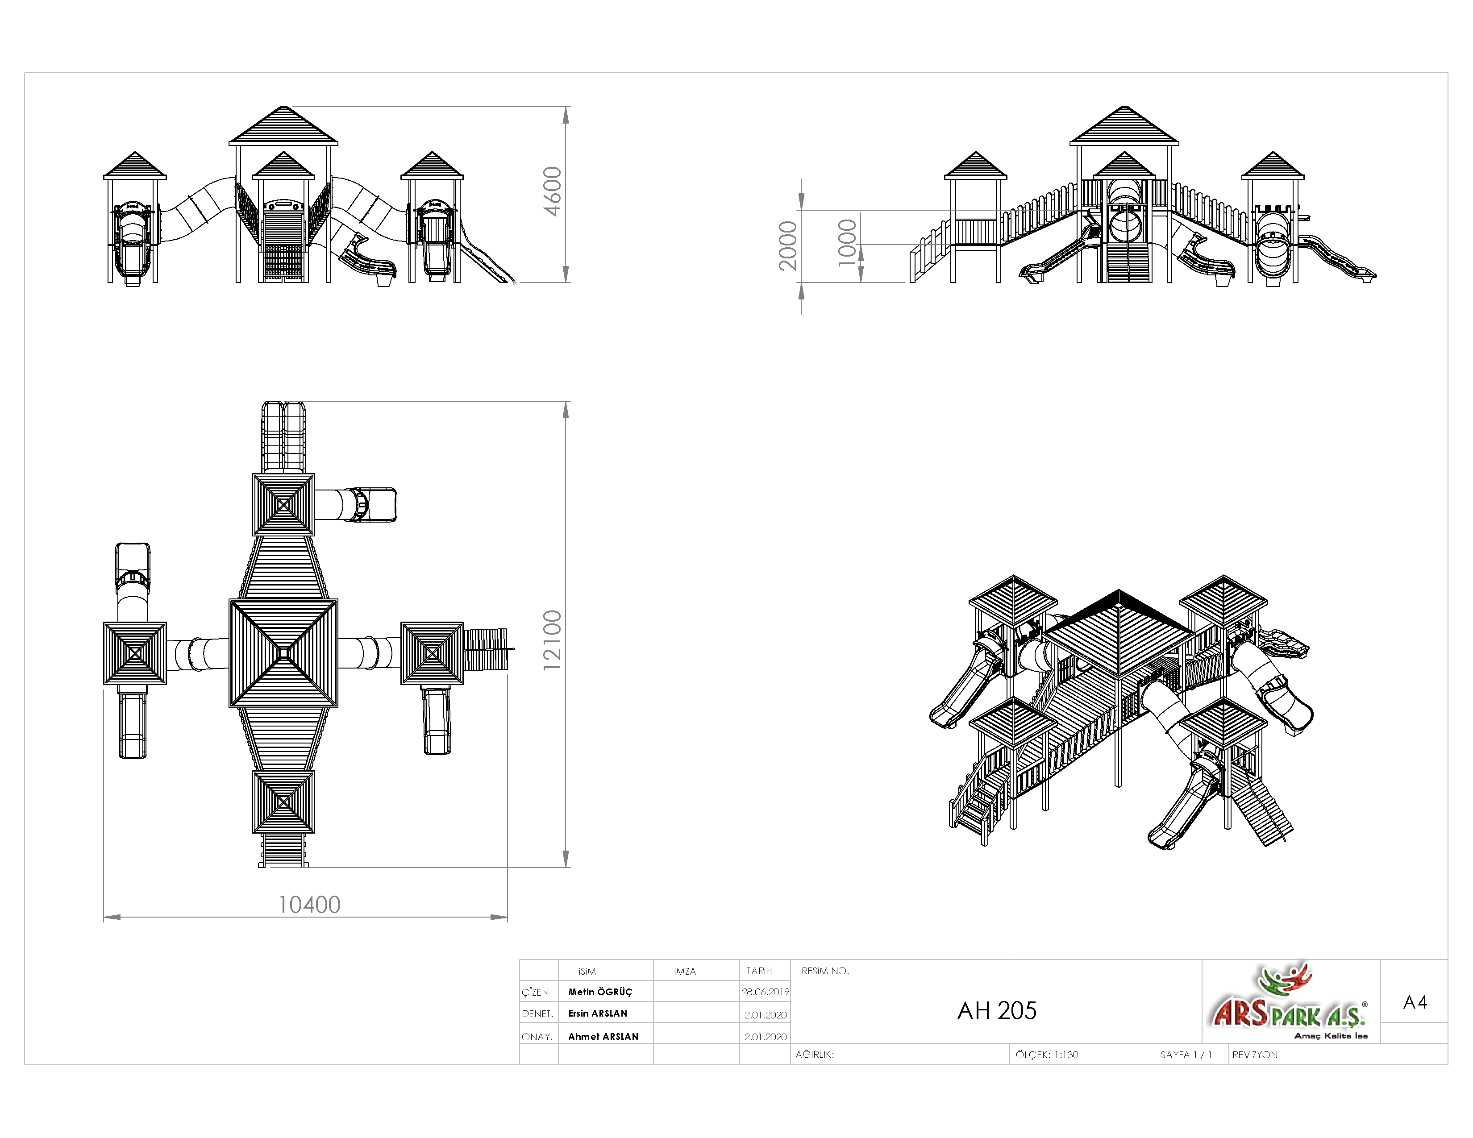 4600
2000
1000
12100
10400
İSİM
İMZA
TARİH
RESİM NO.
ÇİZEN.
Metin ÖGRÜÇ
28.06.2019
DENET.
Ersin ARSLAN
2.01.2020
ONAY.
Ahmet ARSLAN
2.01.2020
AH 205
ARSPARK A.Ş.®
Amaç Kalite İse
A4
AĞIRLIK:
ÖLÇEK: 1:130
SAYFA 1 / 1
REVİZYON